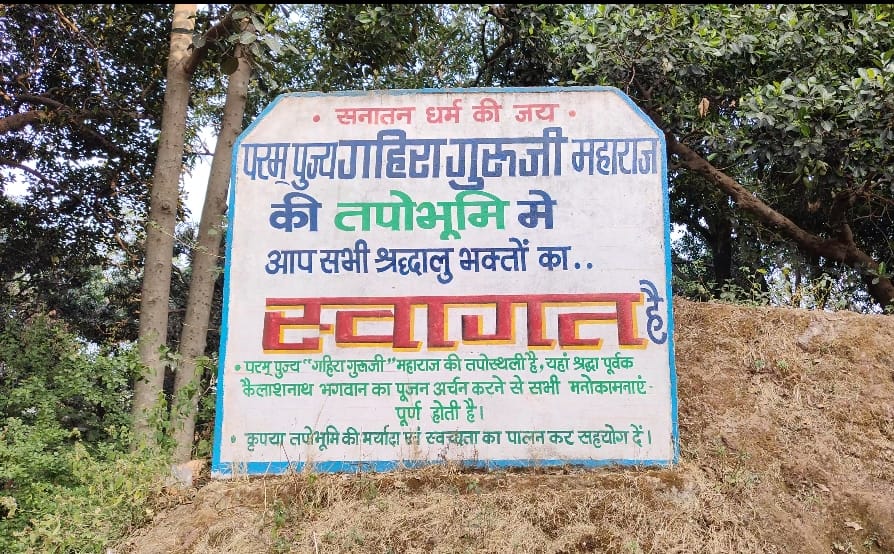 • सनातन धर्म की जय •
परम् पुज्य गहिरा गुरूजी महाराज
की तपोभूमि मे
आप सभी श्रध्दालु भक्तों का..
स्वागत है
• परम् पुज्य "गहिरा गुरूजी" महाराज की तपोस्थली है, यहां श्रद्धा पूर्वक
कैलाशनाथ भगवान का पूजन अर्चन करने से सभी मनोकामनाएं-
पूर्ण होती है।
• कृपया तपोभूमि की मर्यादा एवं स्वच्छता का पालन कर सहयोग दें।